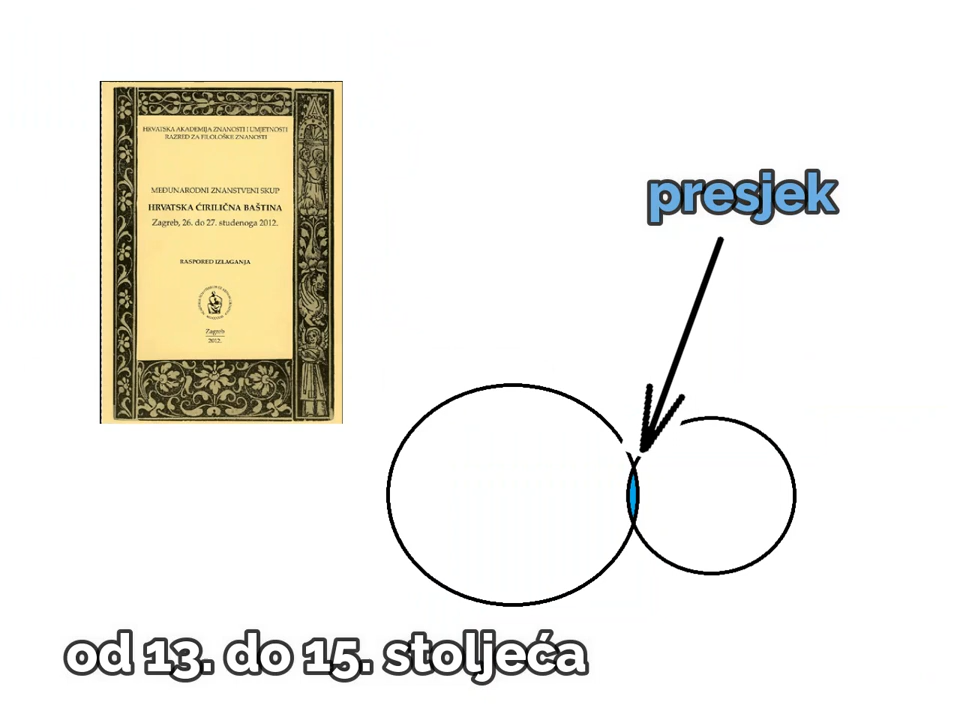 HRVATSKA AKADEMIJA ZNANOSTI I UMJETNOSTI
RAZRED ZA FILOLOŠKE ZNANOSTI
MEĐUNARODNI ZNANSTVENI SKUP
HRVATSKA ĆIRILIČNA BAŠTINA
Zagreb, 26. do 27. studenoga 2012.
RASPORED IZLAGANJA
Zagreb
2012.
presjek
od 13. do 15. stoljeća